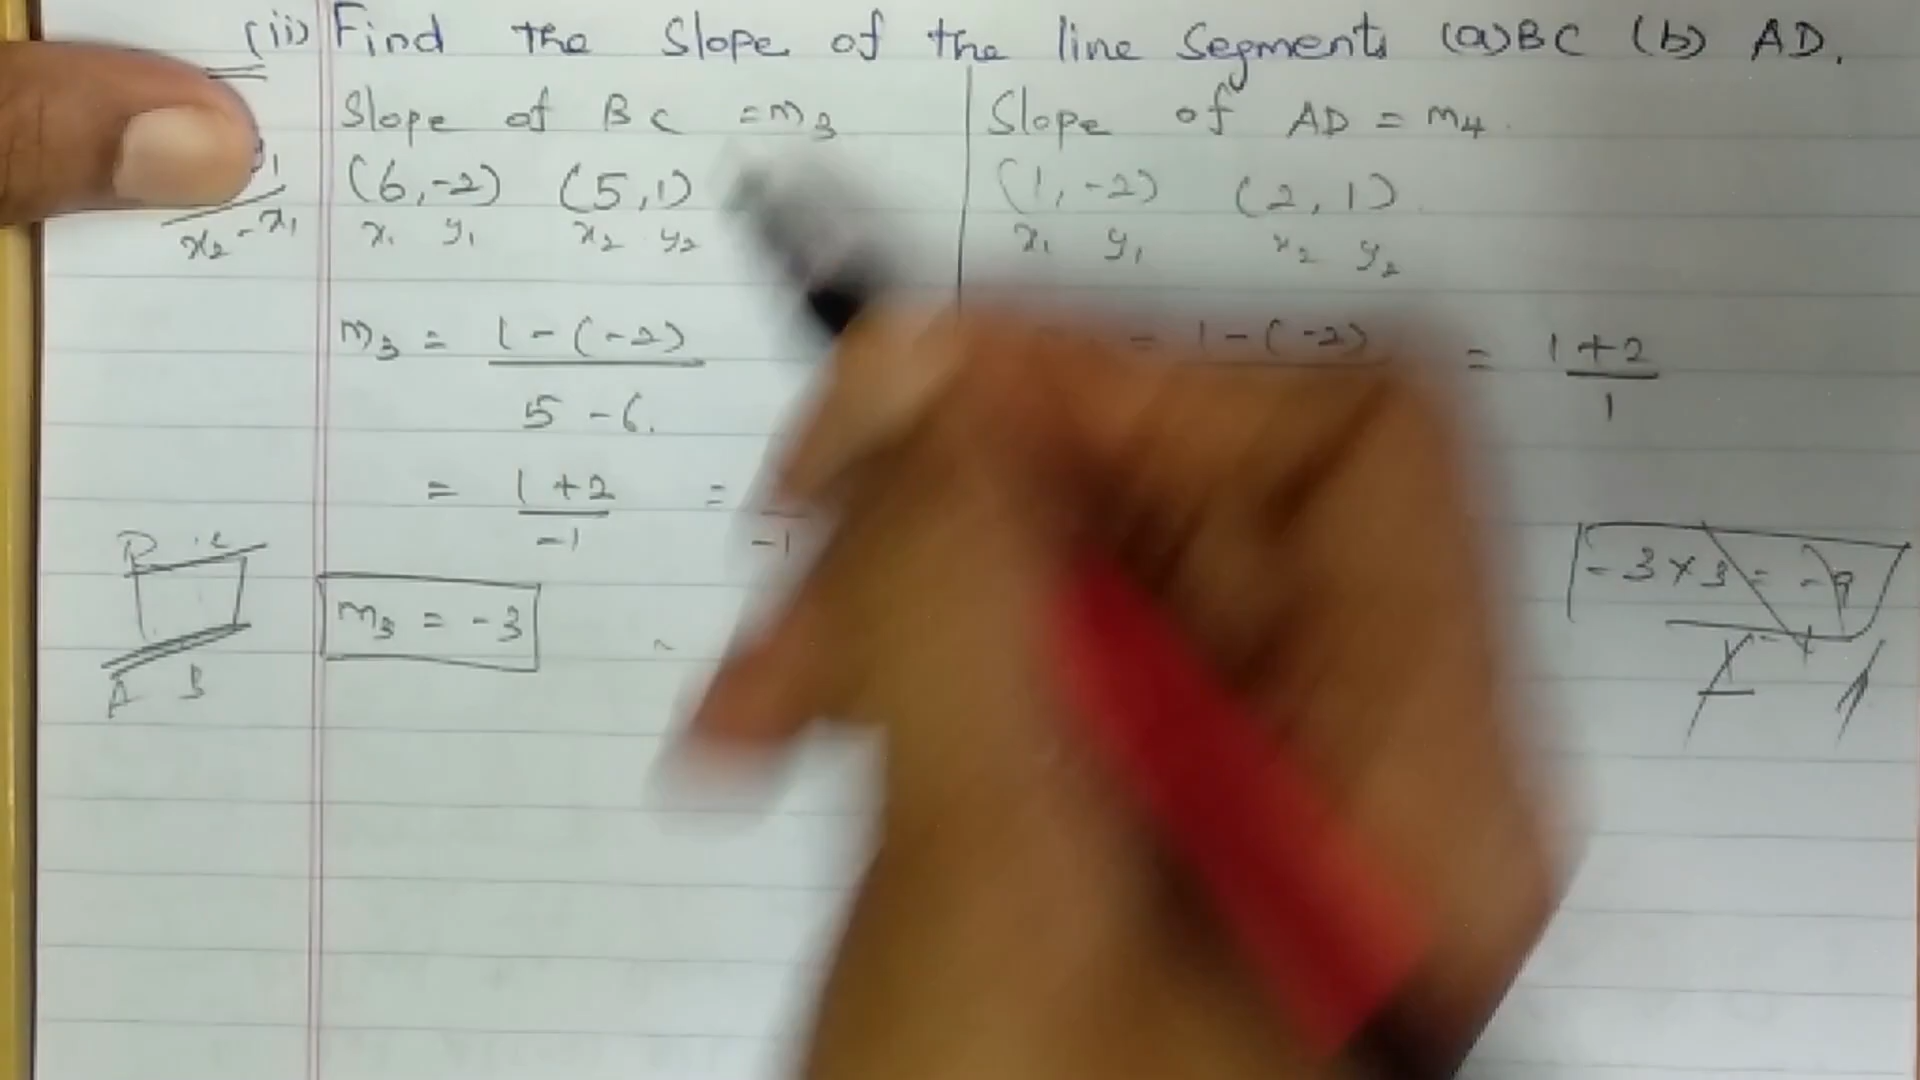 (ii) Find the Slope of the line Segments (a) BC (b) AD.
Slope of BC = m3
(6,-2) (5,1)
x1 y1 x2 y2
m3 = 1-(-2)
5-6.
= 1+2 =
-1 -1
m3 = -3
Slope of AD = m4.
(1,-2) (2,1)
x1 y1 x2 y2
= 1-(-2) = 1+2
1
x2-x1
D c
A B
-3×3 = -9